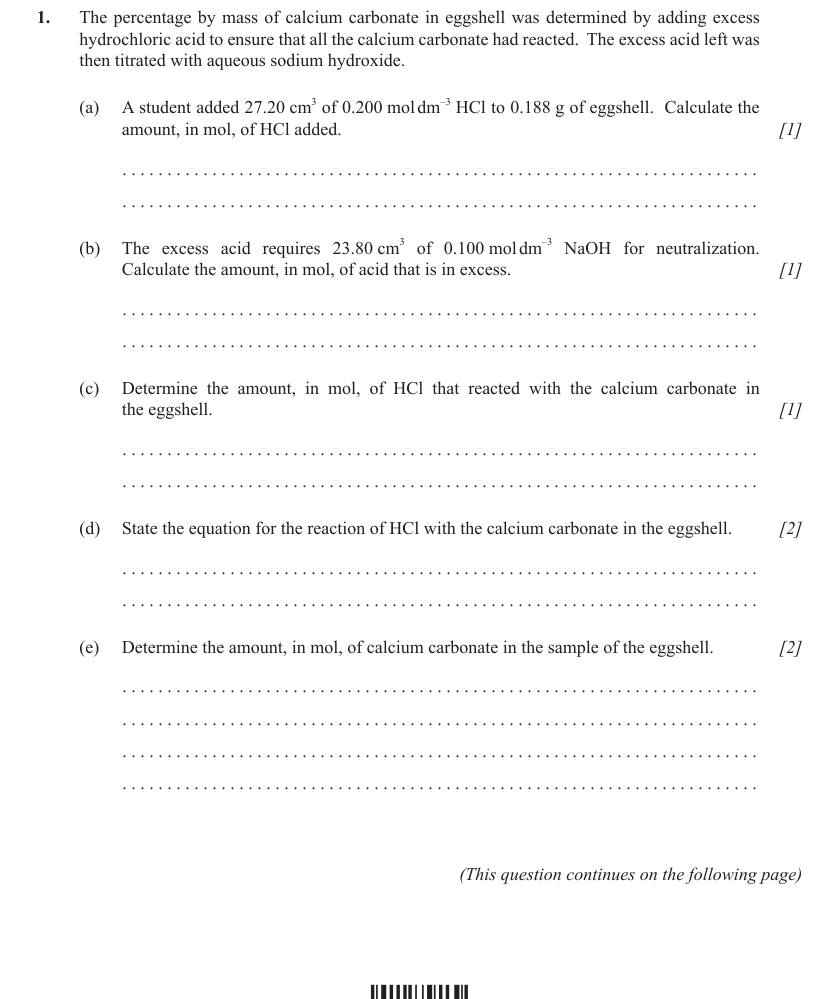 1. The percentage by mass of calcium carbonate in eggshell was determined by adding excess
hydrochloric acid to ensure that all the calcium carbonate had reacted. The excess acid left was
then titrated with aqueous sodium hydroxide.
(a) A student added 27.20 cm³ of 0.200 mol dm⁻³ HCl to 0.188 g of eggshell. Calculate the
amount, in mol, of HCl added. [1]
(b) The excess acid requires 23.80 cm³ of 0.100 mol dm⁻³ NaOH for neutralization.
Calculate the amount, in mol, of acid that is in excess. [1]
(c) Determine the amount, in mol, of HCl that reacted with the calcium carbonate in
the eggshell. [1]
(d) State the equation for the reaction of HCl with the calcium carbonate in the eggshell. [2]
(e) Determine the amount, in mol, of calcium carbonate in the sample of the eggshell. [2]
(This question continues on the following page)